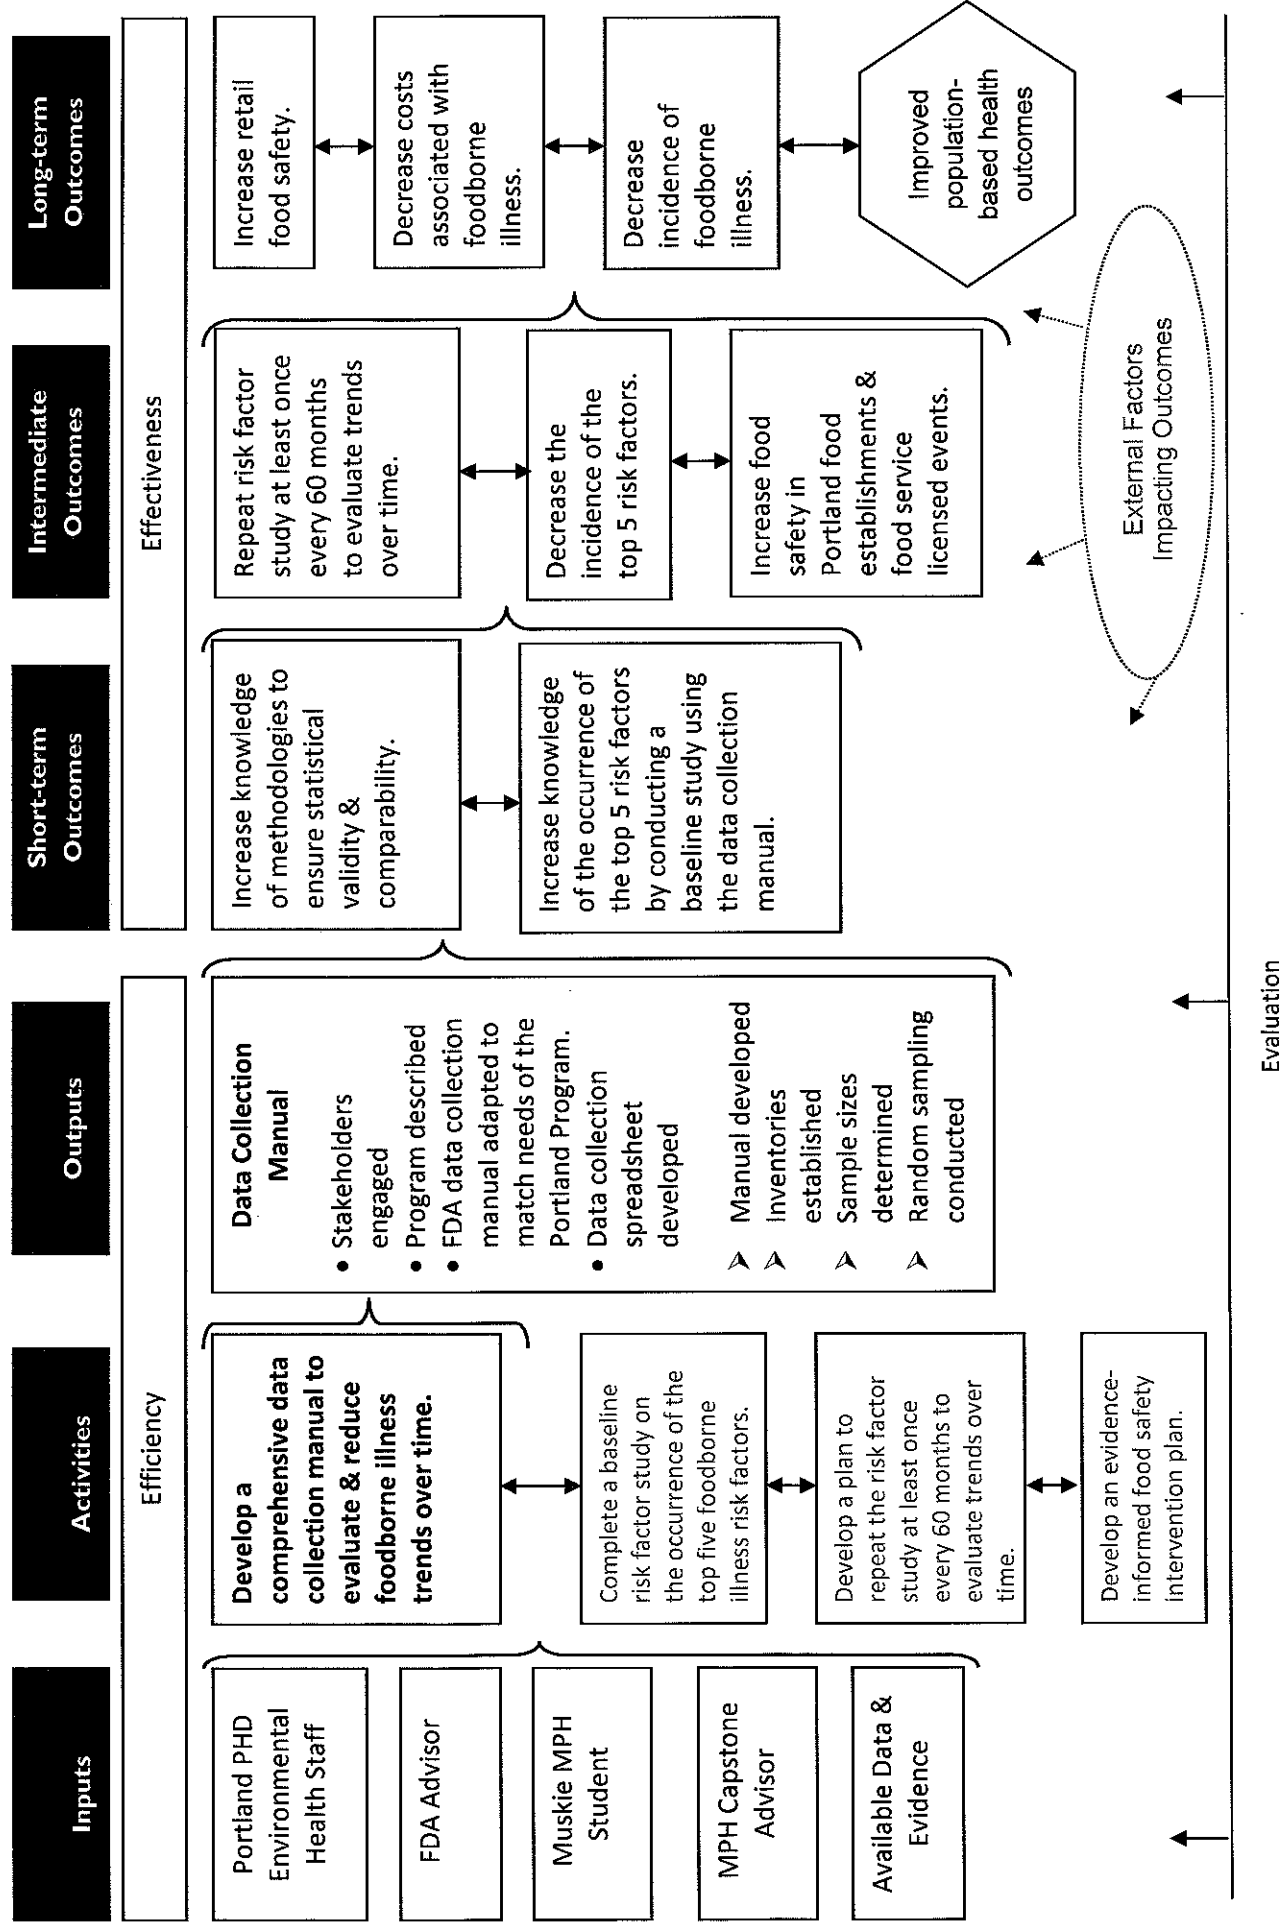 Inputs
Activities
Outputs
Short-term
Outcomes
Intermediate
Outcomes
Long-term
Outcomes
Efficiency
Effectiveness
Portland PHD
Environmental
Health Staff
FDA Advisor
Muskie MPH
Student
MPH Capstone
Advisor
Available Data &
Evidence
Develop a
comprehensive data
collection manual to
evaluate & reduce
foodborne illness
trends over time.
Complete a baseline
risk factor study on
the occurrence of the
top five foodborne
illness risk factors.
Develop a plan to
repeat the risk factor
study at least once
every 60 months to
evaluate trends over
time.
Develop an evidence-
informed food safety
intervention plan.
Data Collection
Manual
• Stakeholders
engaged
• Program described
• FDA data collection
manual adapted to
match needs of the
Portland Program.
• Data collection
spreadsheet
developed
➢ Manual developed
➢ Inventories
established
➢ Sample sizes
determined
➢ Random sampling
conducted
Increase knowledge
of methodologies to
ensure statistical
validity &
comparability.
Increase knowledge
of the occurrence of
the top 5 risk factors
by conducting a
baseline study using
the data collection
manual.
Repeat risk factor
study at least once
every 60 months
to evaluate trends
over time.
Decrease the
incidence of the
top 5 risk factors.
Increase food
safety in
Portland food
establishments &
food service
licensed events.
Increase retail
food safety.
Decrease costs
associated with
foodborne
illness.
Decrease
incidence of
foodborne
illness.
Improved
population-
based health
outcomes
External Factors
Impacting Outcomes
Evaluation